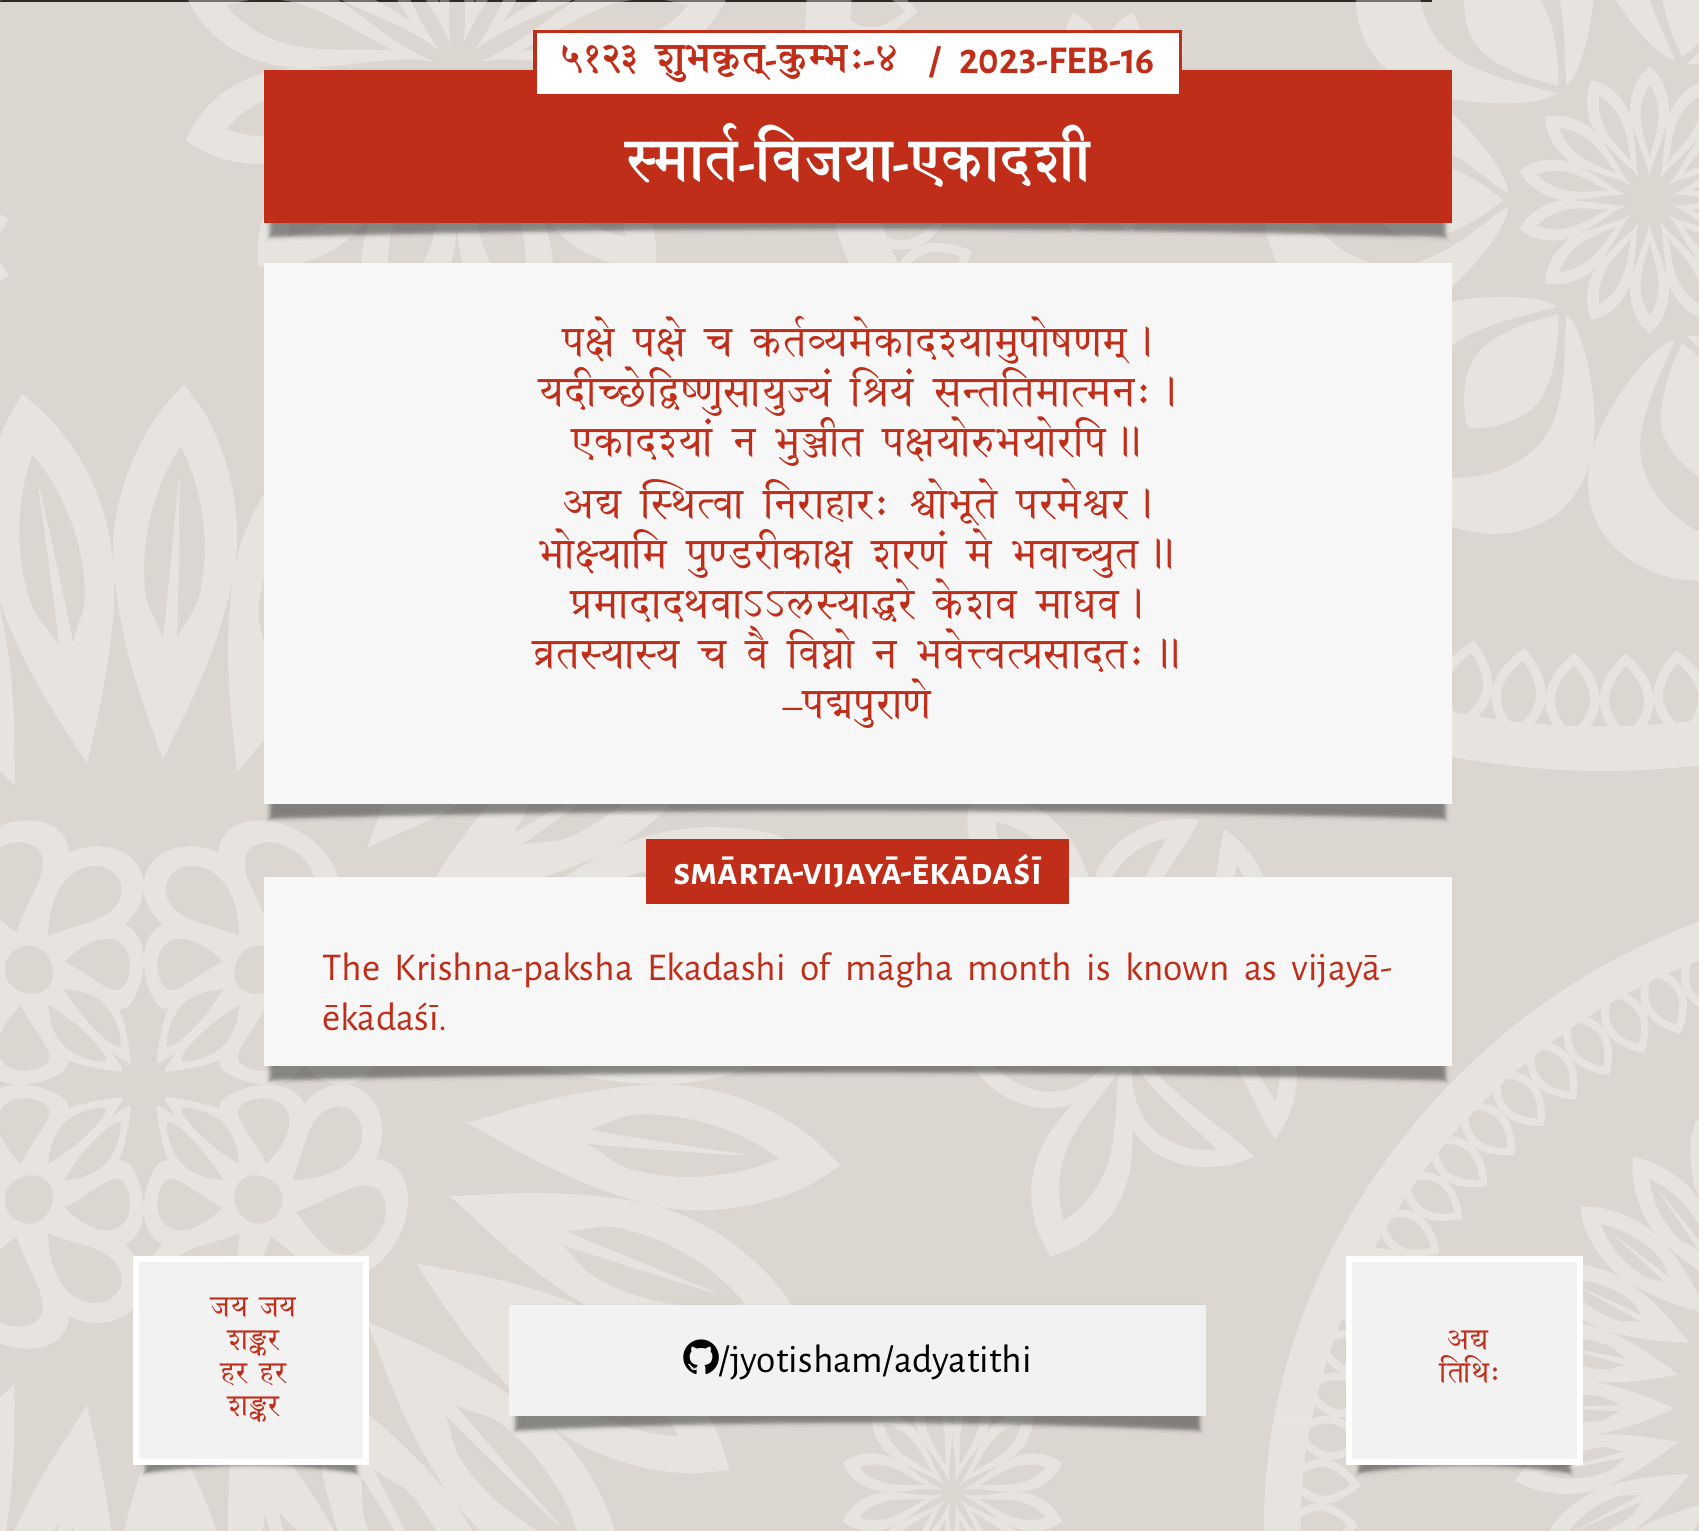 ५१२३ शुभकृत्-कुम्भः-४ / 2023-FEB-16
स्मार्त-विजया-एकादशी
पक्षे पक्षे च कर्तव्यमेकादश्यामुपोषणम् ।
यदीच्छेद्विष्णुसायुज्यं श्रियं सन्ततिमात्मनः ।
एकादश्यां न भुञ्जीत पक्षयोरुभयोरपि ॥
अद्य स्थित्वा निराहारः श्वोभूते परमेश्वर ।
भोक्ष्यामि पुण्डरीकाक्ष शरणं मे भवाच्युत ॥
प्रमादादथवाऽऽलस्याद्धरे केशव माधव ।
व्रतस्यास्य च वै विघ्नो न भवेत्त्वत्प्रसादतः ॥
–पद्मपुराणे
SMĀRTA-VIJAYĀ-ĒKĀDAŚĪ
The Krishna-paksha Ekadashi of māgha month is known as vijayā-
ēkādaśī.
जय जय
शङ्कर
हर हर
शङ्कर
/jyotisham/adyatithi
अद्य
तिथिः